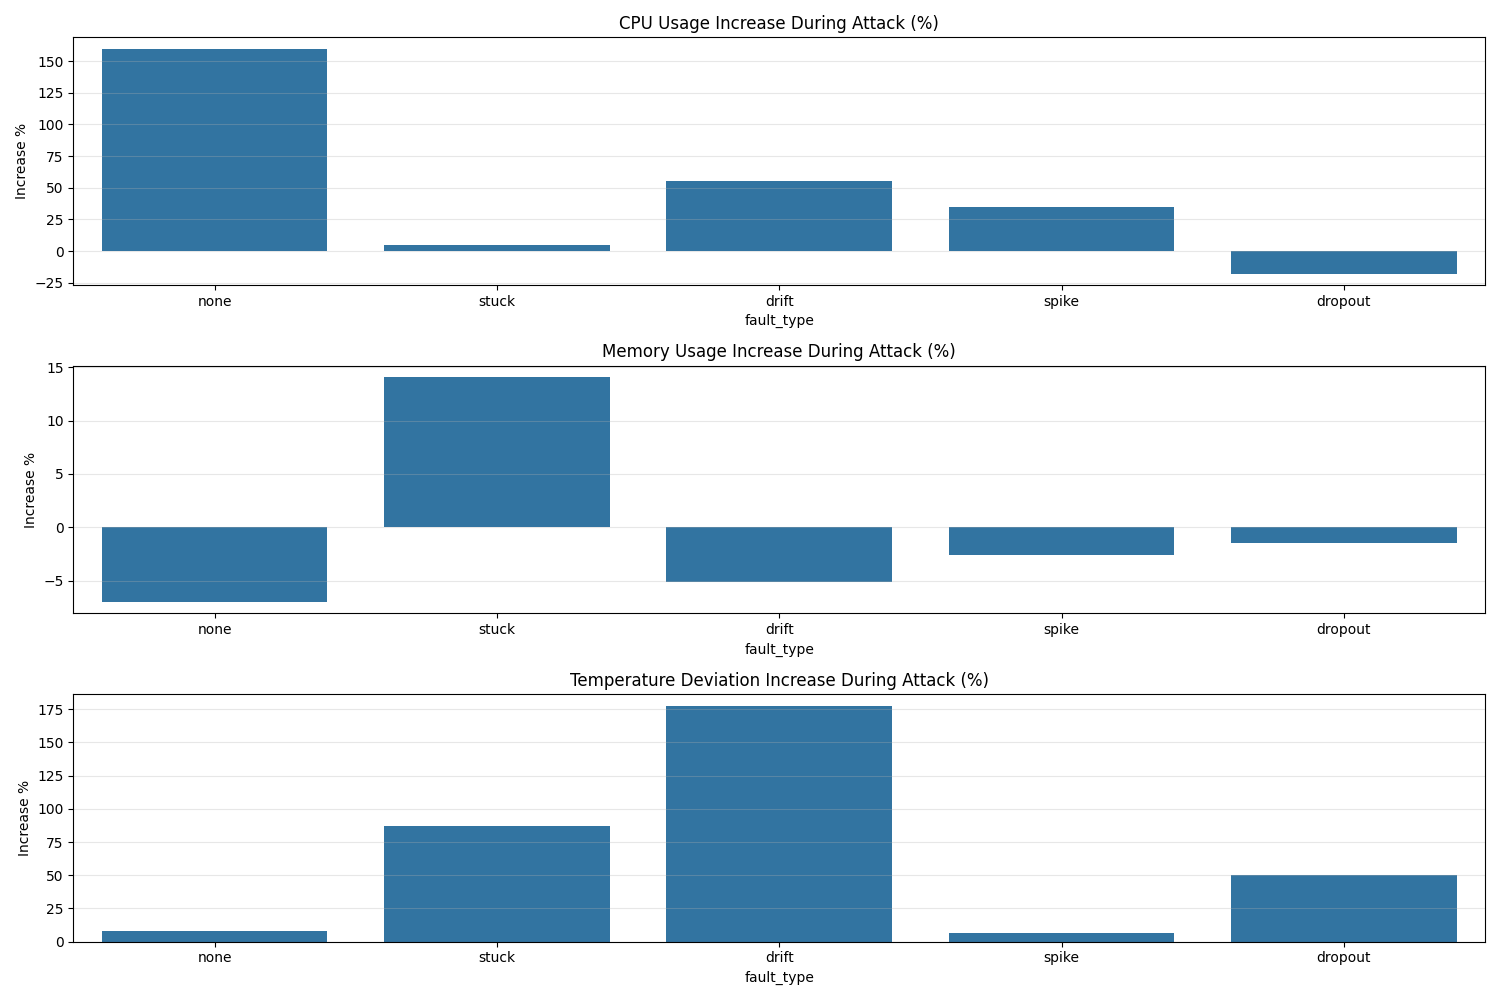 CPU Usage Increase During Attack (%)
Increase %
150
125
100
75
50
25
0
−25
none stuck drift spike dropout
fault_type
Memory Usage Increase During Attack (%)
Increase %
15
10
5
0
−5
none stuck drift spike dropout
fault_type
Temperature Deviation Increase During Attack (%)
Increase %
175
150
125
100
75
50
25
0
none stuck drift spike dropout
fault_type